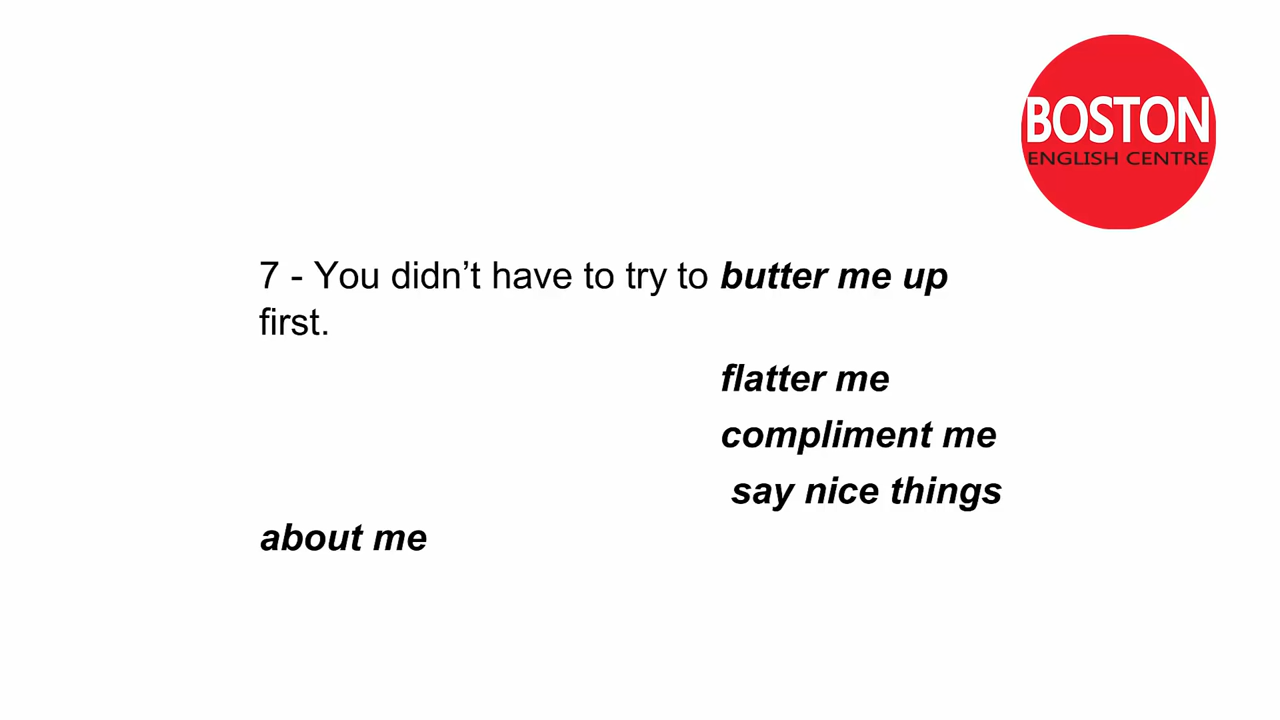 BOSTON
ENGLISH CENTRE
7 - You didn’t have to try to butter me up
first.
flatter me
compliment me
say nice things
about me